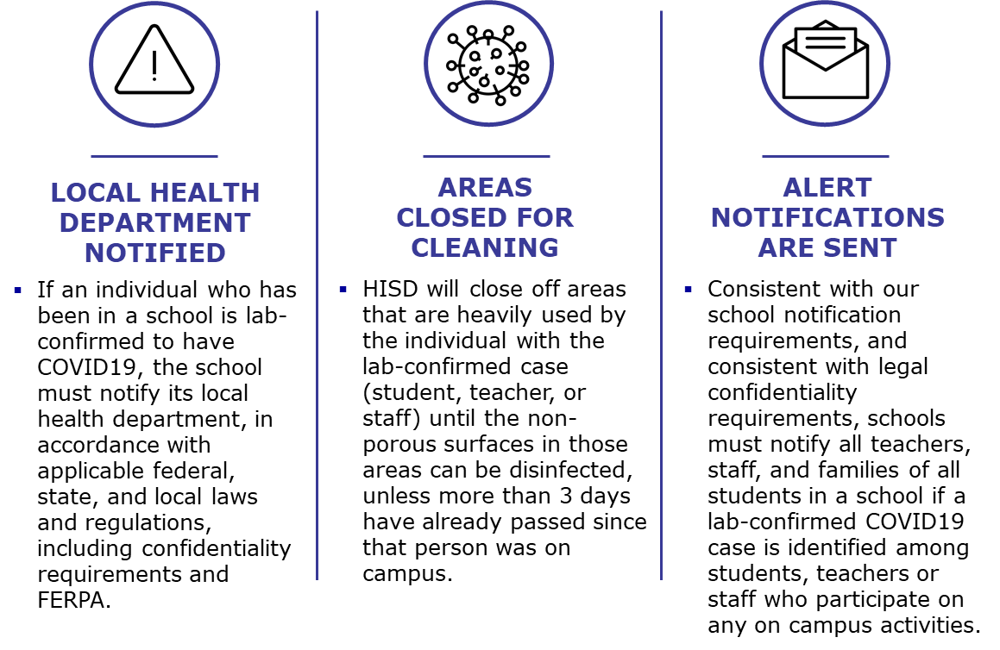 LOCAL HEALTH
DEPARTMENT
NOTIFIED
▪ If an individual who has
been in a school is lab-
confirmed to have
COVID19, the school
must notify its local
health department, in
accordance with
applicable federal,
state, and local laws
and regulations,
including confidentiality
requirements and
FERPA.
AREAS
CLOSED FOR
CLEANING
▪ HISD will close off areas
that are heavily used by
the individual with the
lab-confirmed case
(student, teacher, or
staff) until the non-
porous surfaces in those
areas can be disinfected,
unless more than 3 days
have already passed since
that person was on
campus.
ALERT
NOTIFICATIONS
ARE SENT
▪ Consistent with our
school notification
requirements, and
consistent with legal
confidentiality
requirements, schools
must notify all teachers,
staff, and families of all
students in a school if a
lab-confirmed COVID19
case is identified among
students, teachers or
staff who participate on
any on campus activities.